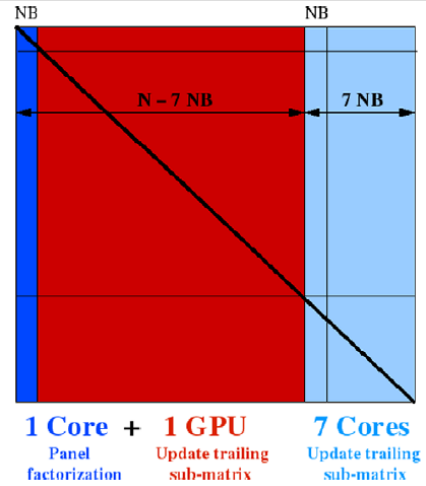 NB NB
N – 7 NB 7 NB
1 Core + 1 GPU 7 Cores
Panel Update trailing Update trailing
factorization sub-matrix sub-matrix